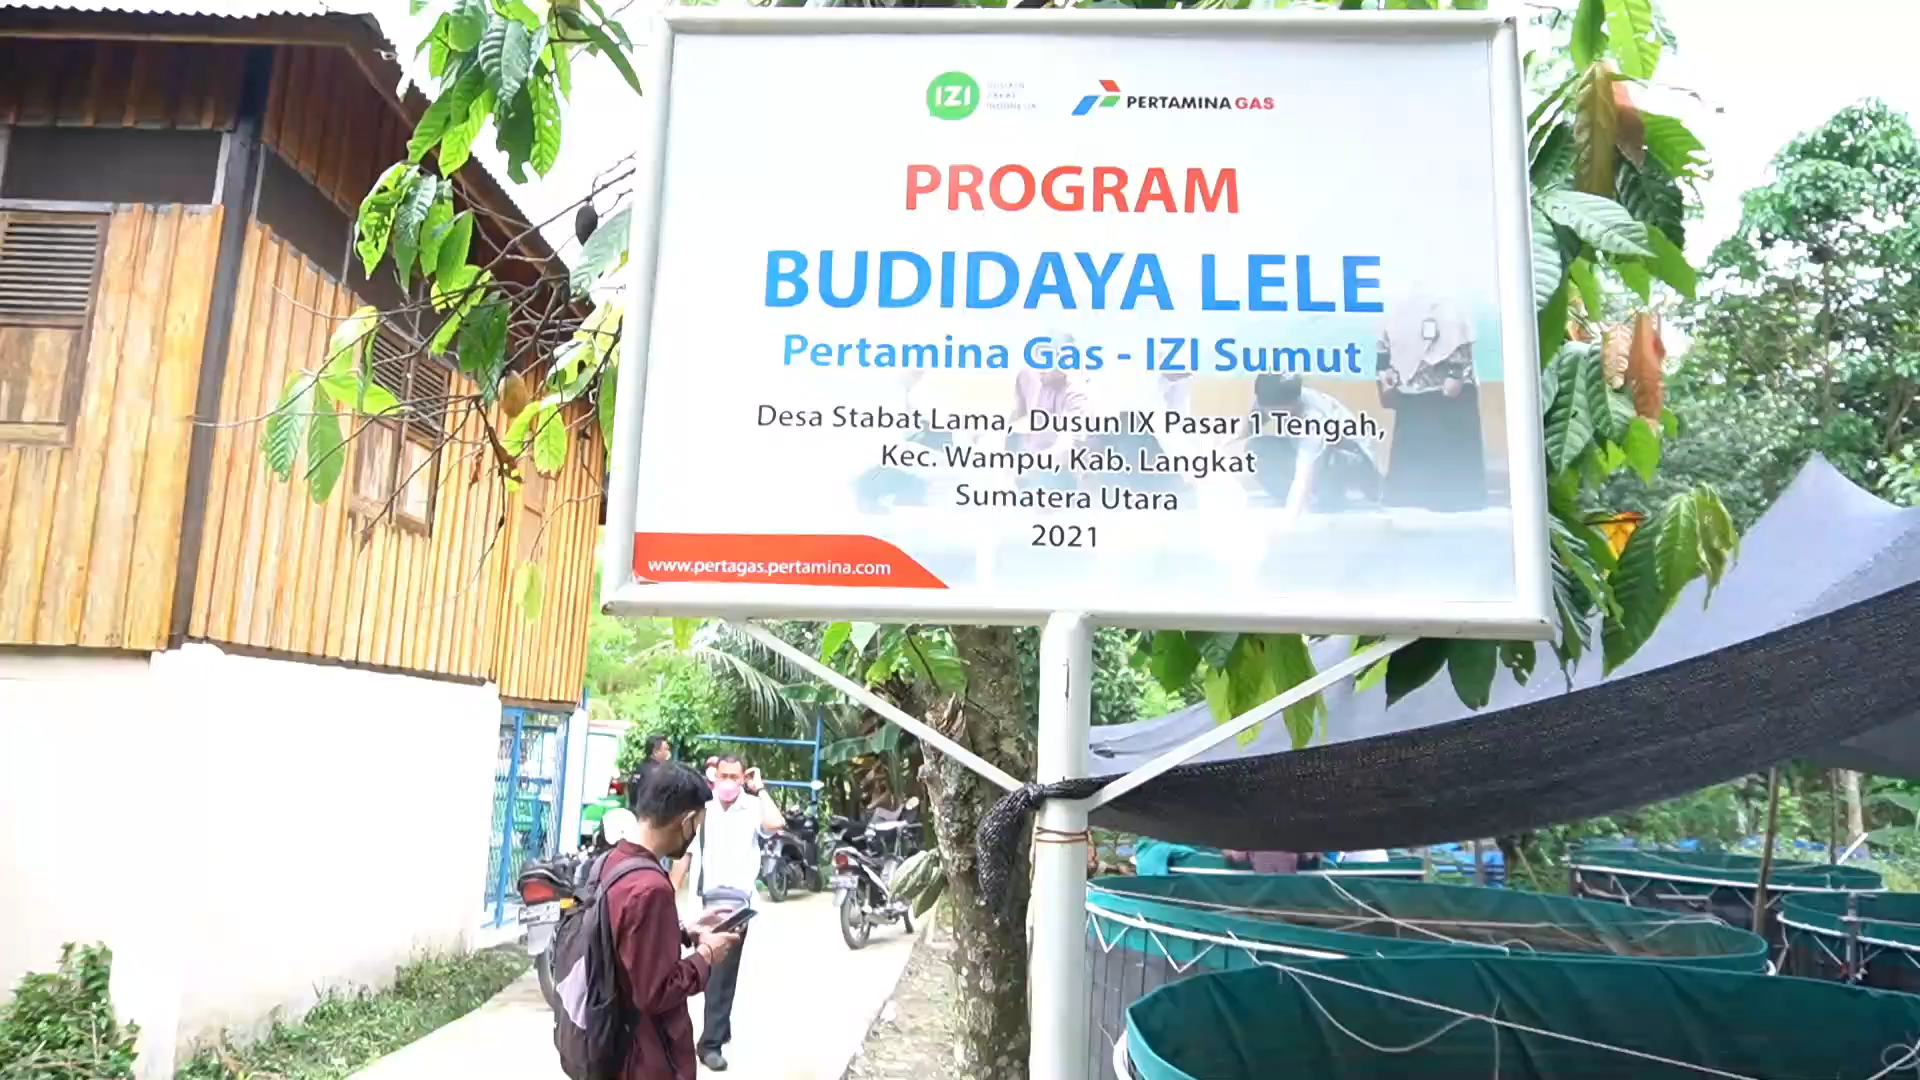 IZI
PERTAMINA GAS
PROGRAM
BUDIDAYA LELE
Pertamina Gas - IZI Sumut
Desa Stabat Lama, Dusun IX Pasar 1 Tengah,
Kec. Wampu, Kab. Langkat
Sumatera Utara
2021
www.pertagas.pertamina.com